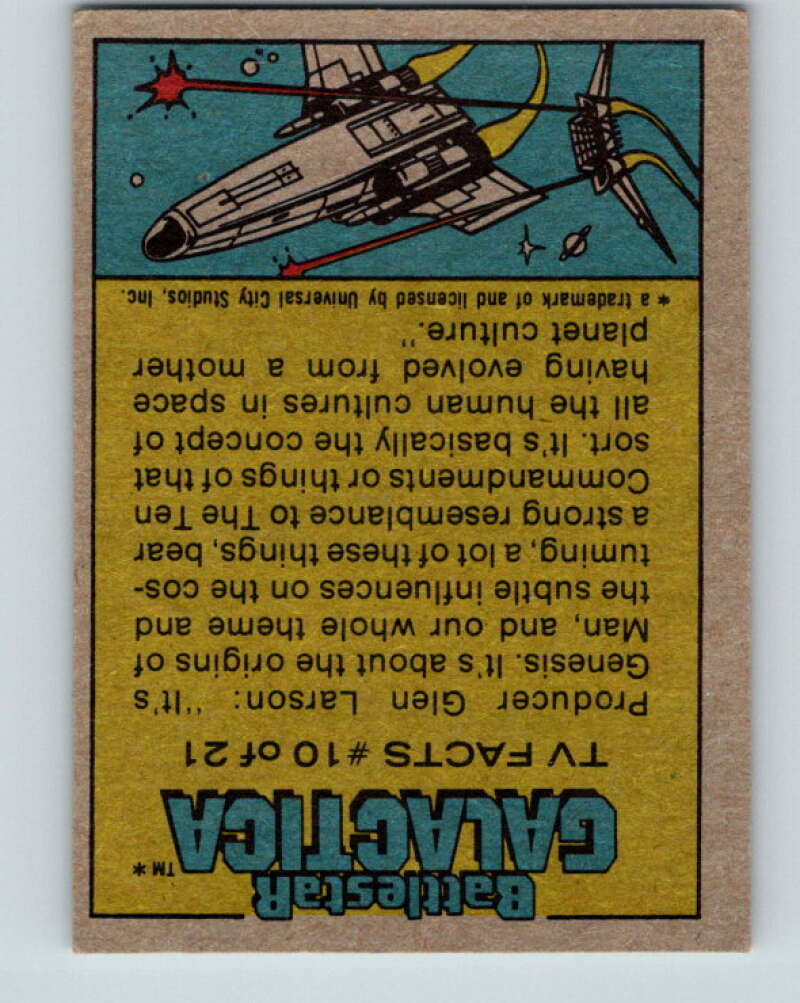 Battlestar
GALACTICA™*
TV FACTS #10 of 21
Producer Glen Larson: "It's
Genesis. It's about the origins of
Man, and our whole theme and
the subtle influences on the cos-
tuming, a lot of these things, bear
a strong resemblance to The Ten
Commandments or things of that
sort. It's basically the concept of
all the human cultures in space
having evolved from a mother
planet culture."
* a trademark of and licensed by Universal City Studios, Inc.